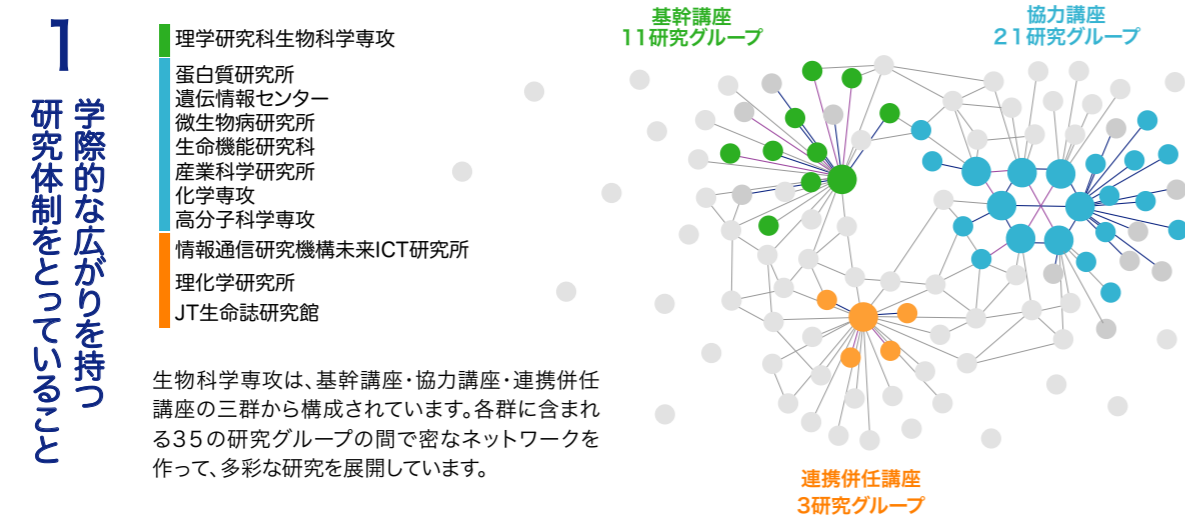 1
学際的な広がりを持つ
研究体制をとっていること
理学研究科生物科学専攻
蛋白質研究所
遺伝情報センター
微生物病研究所
生命機能研究科
産業科学研究所
化学専攻
高分子科学専攻
情報通信研究機構未来ICT研究所
理化学研究所
JT生命誌研究館
生物科学専攻は、基幹講座・協力講座・連携併任
講座の三群から構成されています。各群に含まれ
る35の研究グループの間で密なネットワークを
作って、多彩な研究を展開しています。
基幹講座
11研究グループ
協力講座
21研究グループ
連携併任講座
3研究グループ